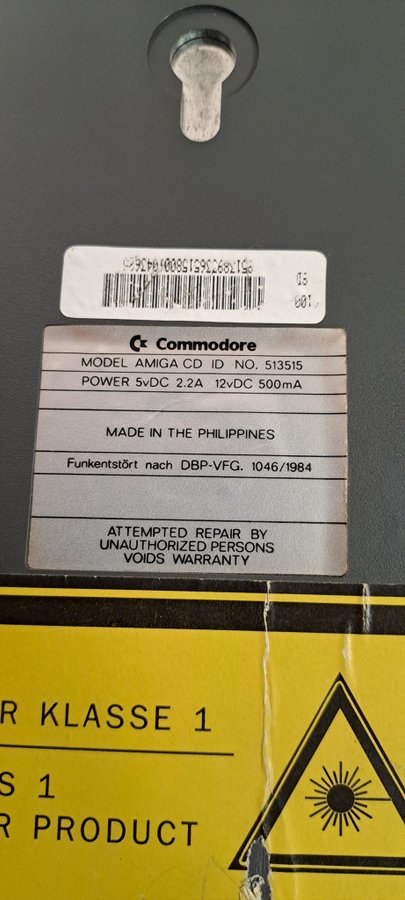 Commodore
MODEL AMIGA CD ID NO. 513515
POWER 5vDC 2.2A 12vDC 500mA
MADE IN THE PHILIPPINES
Funkentstört nach DBP-VFG. 1046/1984
ATTEMPTED REPAIR BY
UNAUTHORIZED PERSONS
VOIDS WARRANTY
R KLASSE 1
S 1
R PRODUCT